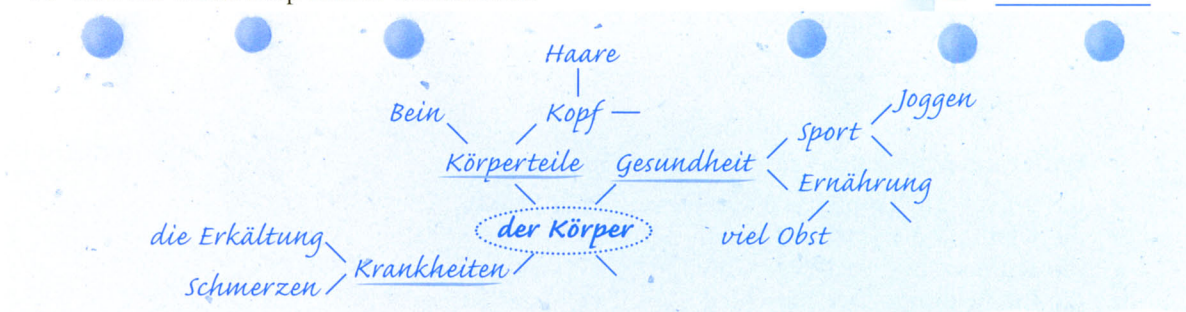 Haare
Joggen
Bein
Kopf
Sport
Körperteile
Gesundheit
Ernährung
der Körper
viel Obst
die Erkältung
Krankheiten
Schmerzen